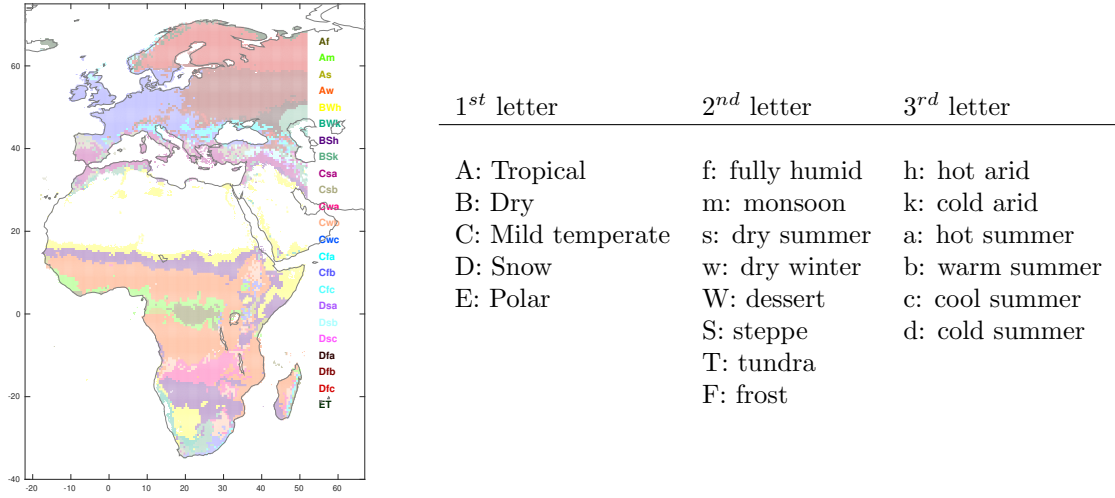 60
40
20
0
-20
-40
-20
-10
0
10
20
30
40
50
60
Af
Am
As
Aw
BWh
BWk
BSh
BSk
Csa
Csb
Cwa
Cwb
Cwc
Cfa
Cfb
Cfc
Dsa
Dsb
Dsc
Dfa
Dfb
Dfc
ET
1st letter 2nd letter 3rd letter
A: Tropical f: fully humid h: hot arid
B: Dry m: monsoon k: cold arid
C: Mild temperate s: dry summer a: hot summer
D: Snow w: dry winter b: warm summer
E: Polar W: dessert c: cool summer
S: steppe d: cold summer
T: tundra
F: frost